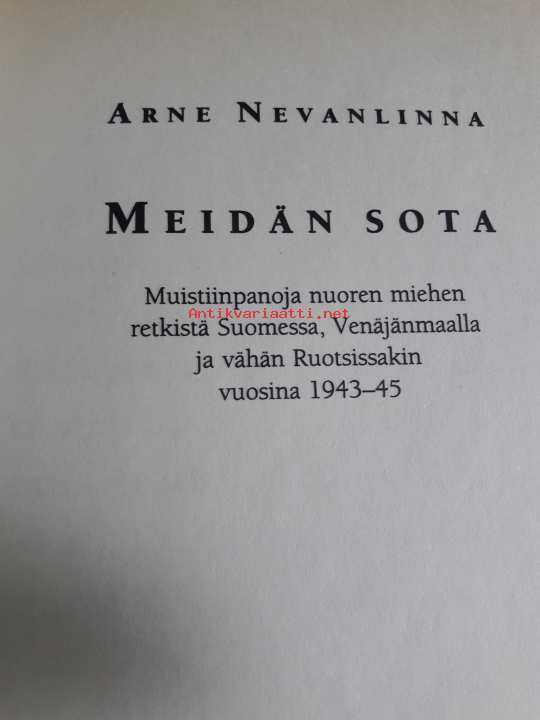 ARNE NEVANLINNA
MEIDÄN SOTA
Muistiinpanoja nuoren miehen
Antikvariaatti.net
retkistä Suomessa, Venäjänmaalla
ja vähän Ruotsissakin
vuosina 1943–45